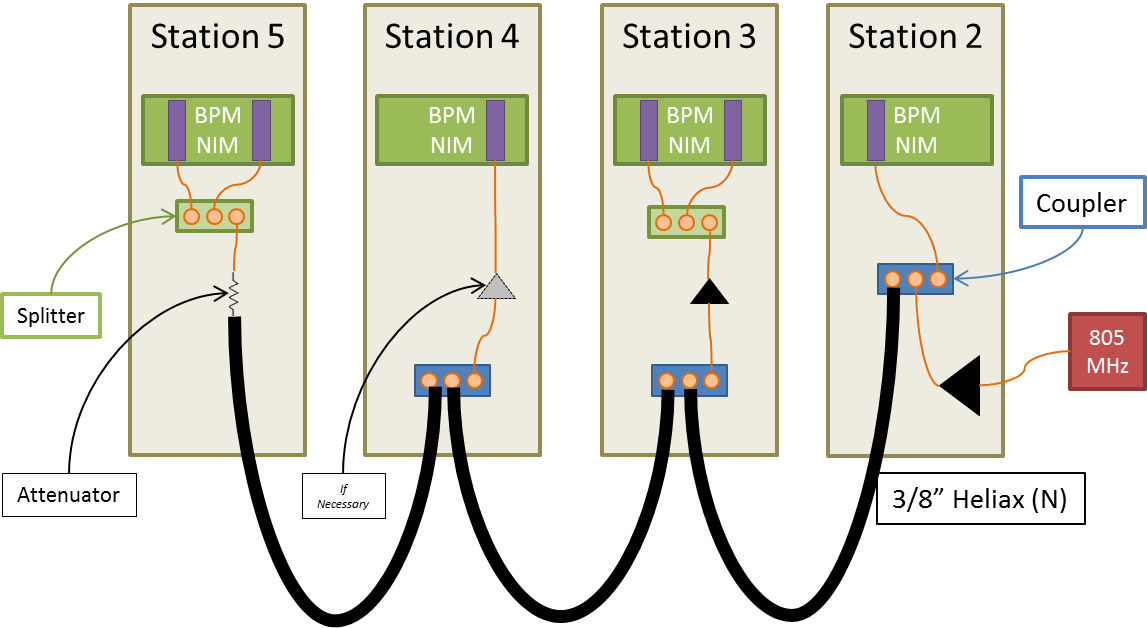 Station 5
Station 4
Station 3
Station 2
BPM
NIM
BPM
NIM
BPM
NIM
BPM
NIM
Coupler
Splitter
805
MHz
Attenuator
If
Necessary
3/8” Heliax (N)